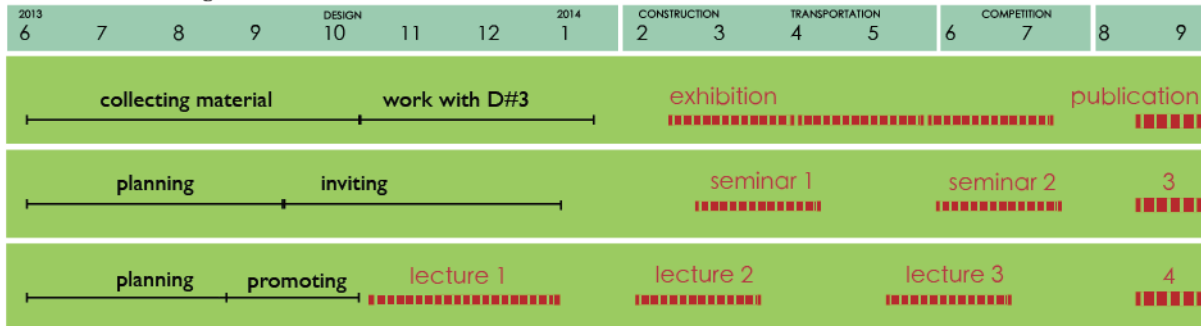 2013 DESIGN 2014 CONSTRUCTION TRANSPORTATION COMPETITION
6 7 8 9 10 11 12 1 2 3 4 5 6 7 8 9
collecting material work with D#3 exhibition publication
planning inviting seminar 1 seminar 2 3
planning promoting lecture 1 lecture 2 lecture 3 4